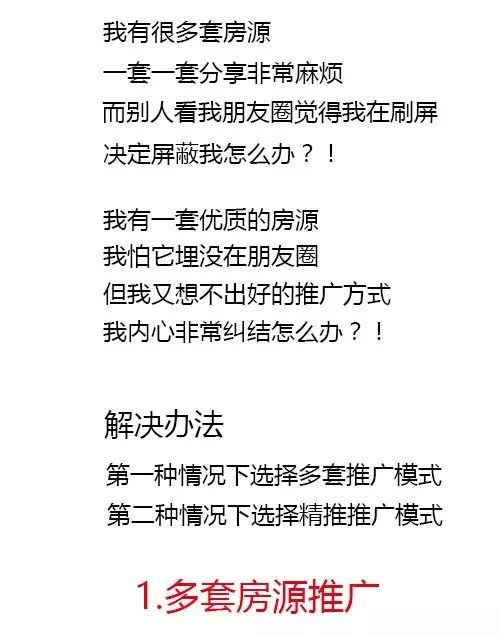 我有很多套房源
一套一套分享非常麻烦
而别人看我朋友圈觉得我在刷屏
决定屏蔽我怎么办？！
我有一套优质的房源
我怕它埋没在朋友圈
但我又想不出好的推广方式
我内心非常纠结怎么办？！
解决办法
第一种情况下选择多套推广模式
第二种情况下选择精推推广模式
1.多套房源推广